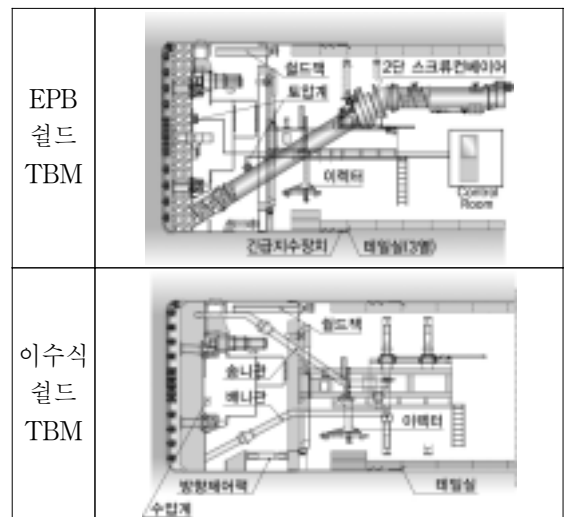 EPB
쉴드
TBM
쉴드잭
2단 스크류컨베이어
토압계
이렉터
Control
Room
긴급지수장치
테일실(3열)
이수식
쉴드
TBM
쉴드잭
송니관
배니관
이렉터
방향제어잭
테일실
수압계